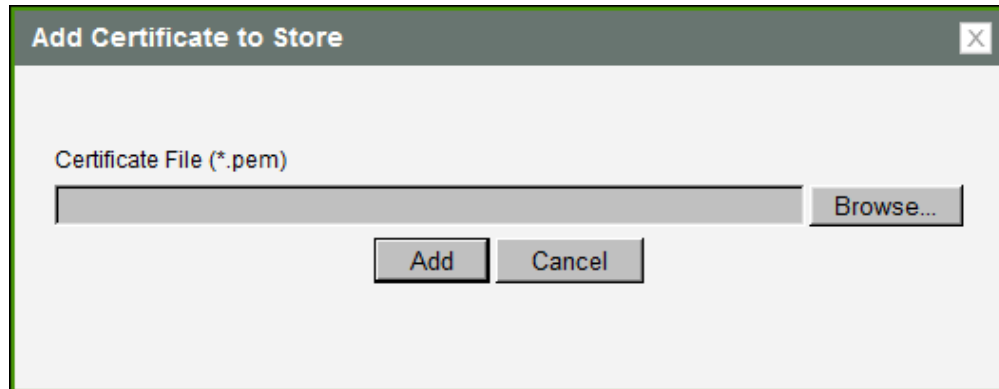 Add Certificate to Store
X
Certificate File (*.pem)
Browse...
Add Cancel